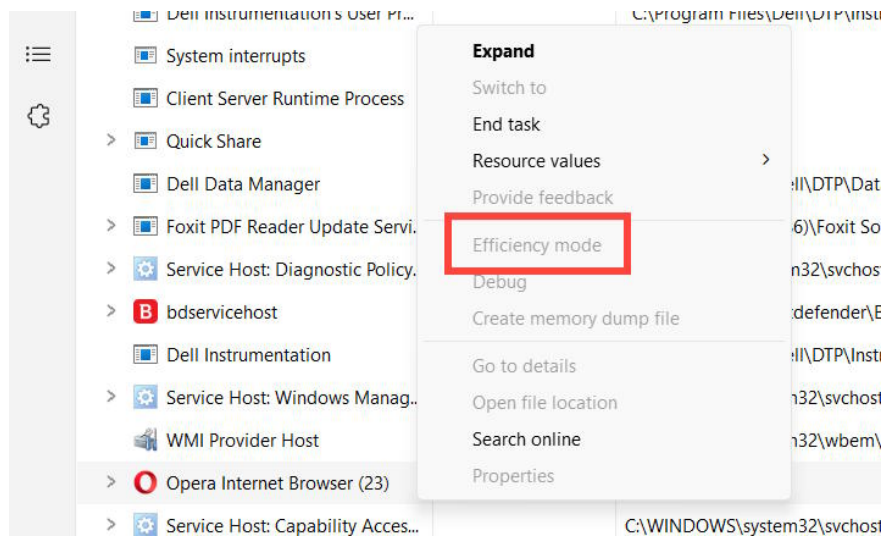 Dell Instrumentation's User Pr...
C:\Program Files\Dell\DTP\Instr
System interrupts
Client Server Runtime Process
Quick Share
Dell Data Manager
ell\DTP\Dat
Foxit PDF Reader Update Servi.
6)\Foxit So
Service Host: Diagnostic Policy.
m32\svchost
B bdservicehost
tdefender\B
Dell Instrumentation
ell\DTP\Instr
Service Host: Windows Manag..
n32\svchost
WMI Provider Host
n32\wbem\
Opera Internet Browser (23)
Service Host: Capability Acces...
C:\WINDOWS\system32\svchost
Expand
Switch to
End task
Resource values
Provide feedback
Efficiency mode
Debug
Create memory dump file
Go to details
Open file location
Search online
Properties